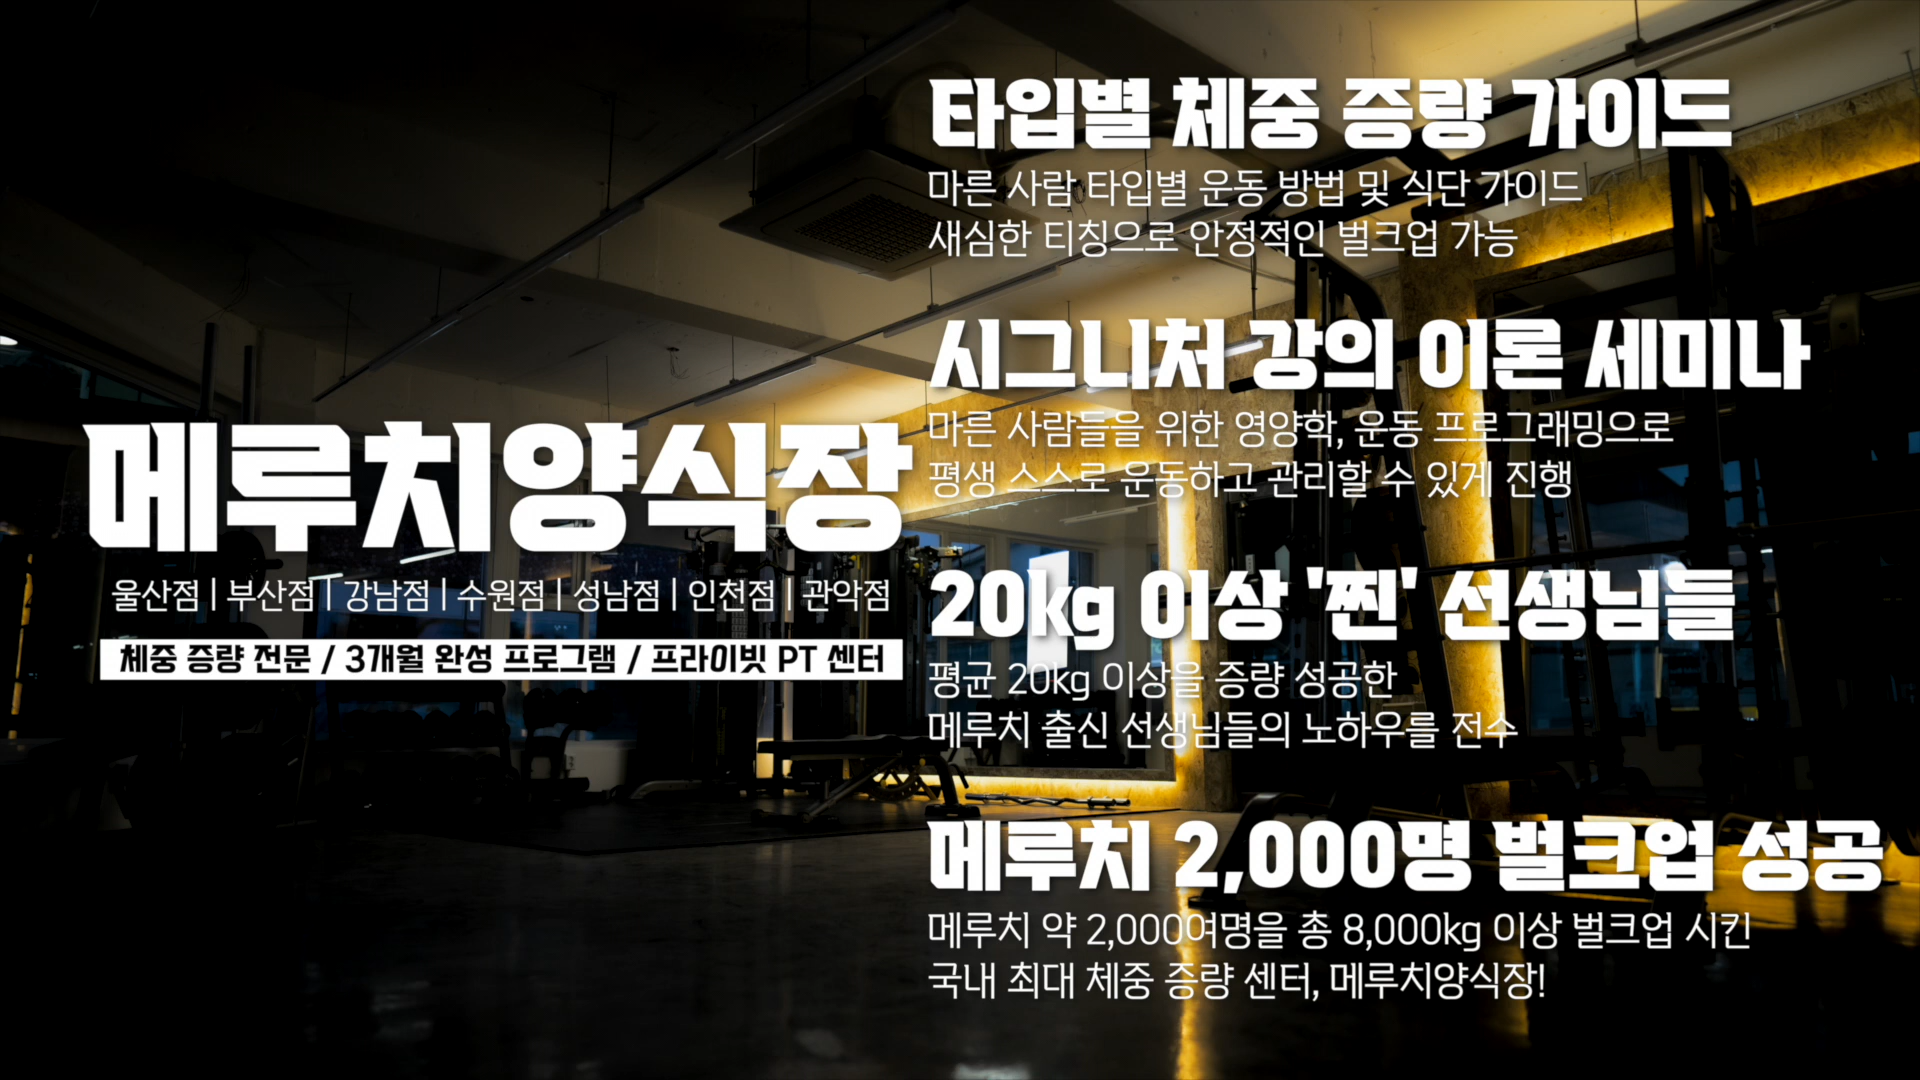 메루치양식장
울산점 | 부산점 | 강남점 | 수원점 | 성남점 | 인천점 | 관악점
체중 증량 전문 / 3개월 완성 프로그램 / 프라이빗 PT 센터
타입별 체중 증량 가이드
마른 사람 타입별 운동 방법 및 식단 가이드
새심한 티칭으로 안정적인 벌크업 가능
시그니처 강의 이론 세미나
마른 사람들을 위한 영양학, 운동 프로그래밍으로
평생 스스로 운동하고 관리할 수 있게 진행
20kg 이상 '찐' 선생님들
평균 20kg 이상을 증량 성공한
메루치 출신 선생님들의 노하우를 전수
메루치 2,000명 벌크업 성공
메루치 약 2,000여명을 총 8,000kg 이상 벌크업 시킨
국내 최대 체중 증량 센터, 메루치양식장!